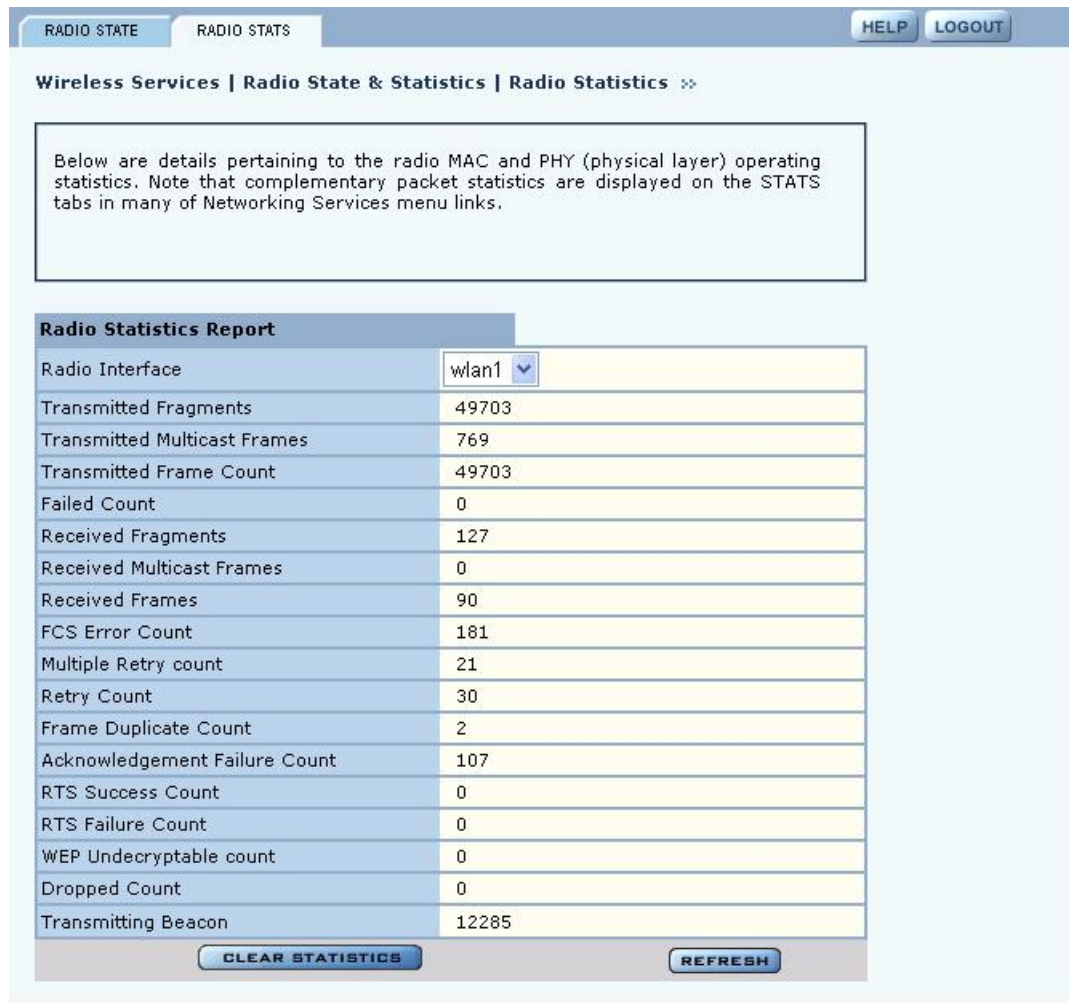 RADIO STATE RADIO STATS HELP LOGOUT
Wireless Services | Radio State & Statistics | Radio Statistics >>
Below are details pertaining to the radio MAC and PHY (physical layer) operating
statistics. Note that complementary packet statistics are displayed on the STATS
tabs in many of Networking Services menu links.
Radio Statistics Report
Radio Interface wlan1
Transmitted Fragments 49703
Transmitted Multicast Frames 769
Transmitted Frame Count 49703
Failed Count 0
Received Fragments 127
Received Multicast Frames 0
Received Frames 90
FCS Error Count 181
Multiple Retry count 21
Retry Count 30
Frame Duplicate Count 2
Acknowledgement Failure Count 107
RTS Success Count 0
RTS Failure Count 0
WEP Undecryptable count 0
Dropped Count 0
Transmitting Beacon 12285
CLEAR STATISTICS REFRESH